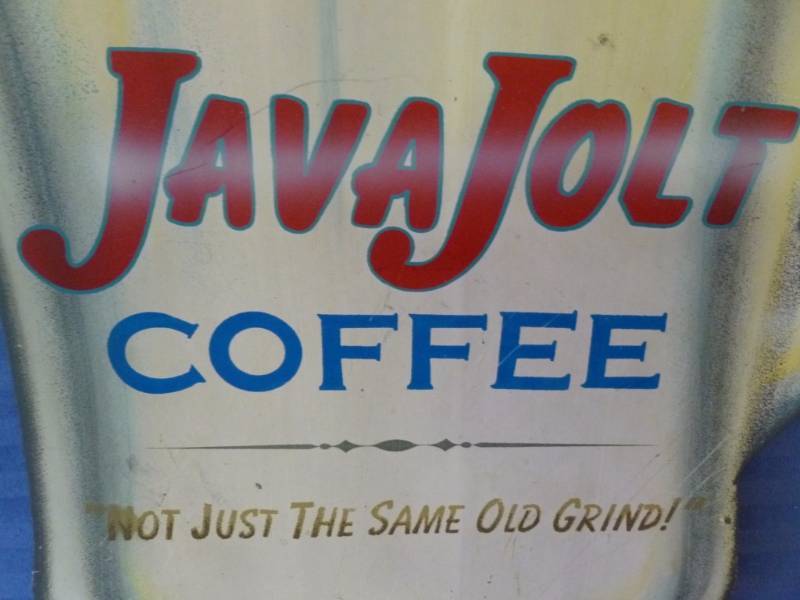 JAVAJOLT
COFFEE
"NOT JUST THE SAME OLD GRIND!"